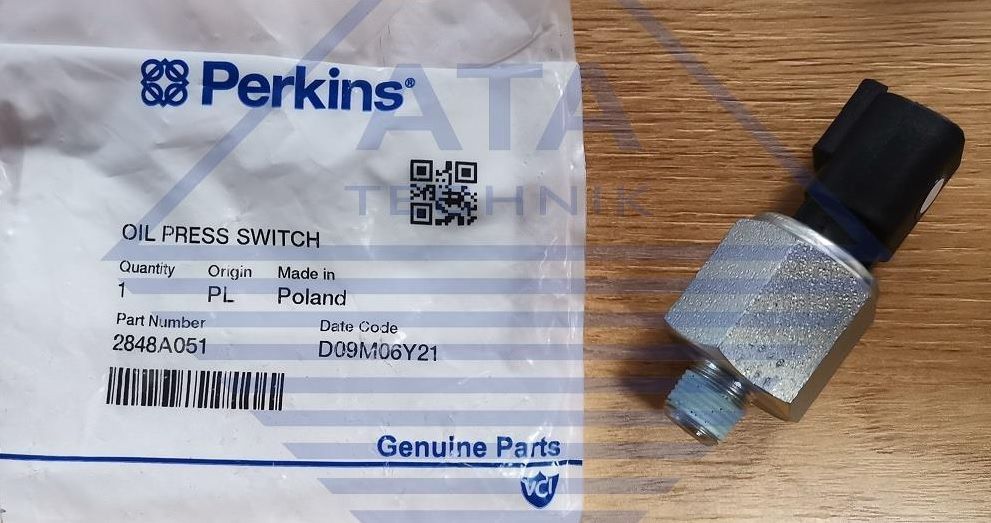 Perkins®
ATA
TECHNIK
OIL PRESS SWITCH
Quantity Origin Made in
1 PL Poland
Part Number Date Code
2848A051 D09M06Y21
Genuine Parts
VCI